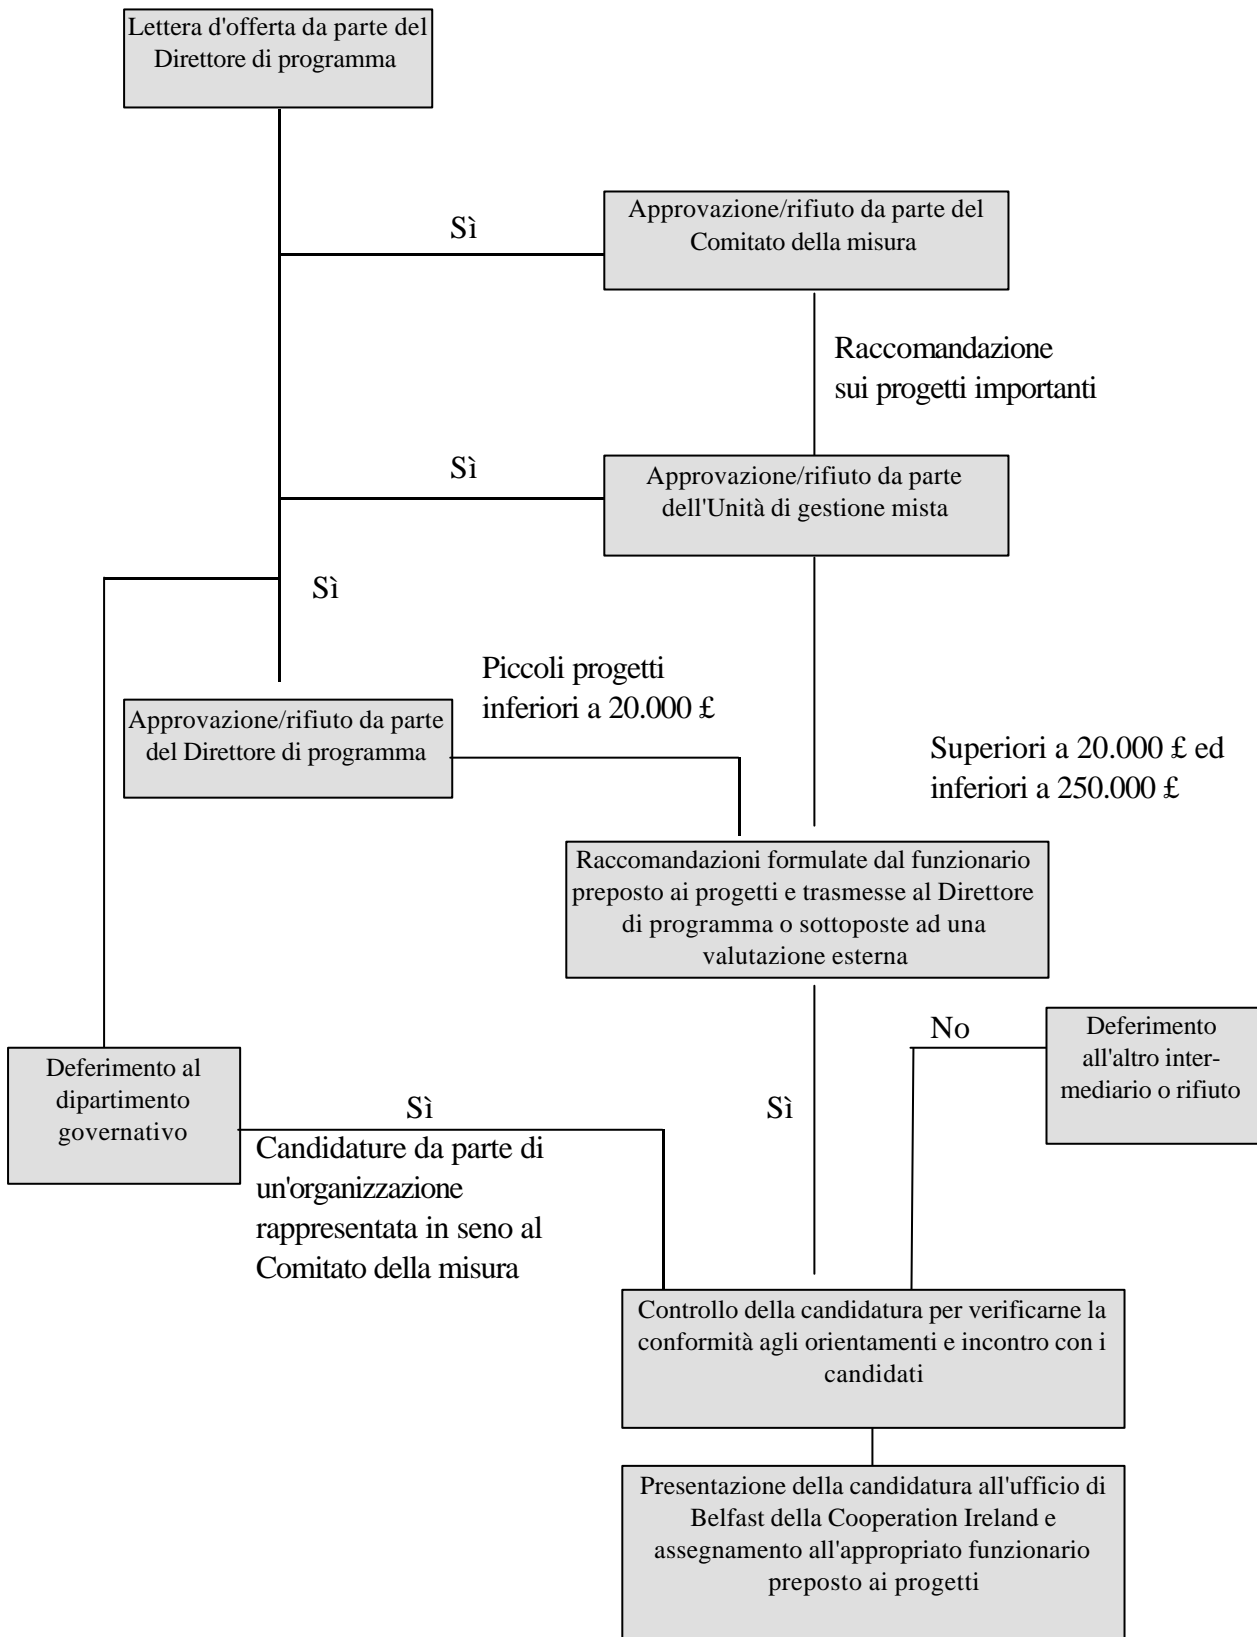 Lettera d'offerta da parte del
Direttore di programma
Sì
Approvazione/rifiuto da parte del
Comitato della misura
Raccomandazione
sui progetti importanti
Sì
Approvazione/rifiuto da parte
dell'Unità di gestione mista
Sì
Piccoli progetti
inferiori a 20.000 £
Approvazione/rifiuto da parte
del Direttore di programma
Superiori a 20.000 £ ed
inferiori a 250.000 £
Raccomandazioni formulate dal funzionario
preposto ai progetti e trasmesse al Direttore
di programma o sottoposte ad una
valutazione esterna
No
Deferimento
all'altro inter-
mediario o rifiuto
Deferimento al
dipartimento
governativo
Sì
Sì
Candidature da parte di
un'organizzazione
rappresentata in seno al
Comitato della misura
Controllo della candidatura per verificarne la
conformità agli orientamenti e incontro con i
candidati
Presentazione della candidatura all'ufficio di
Belfast della Cooperation Ireland e
assegnamento all'appropriato funzionario
preposto ai progetti